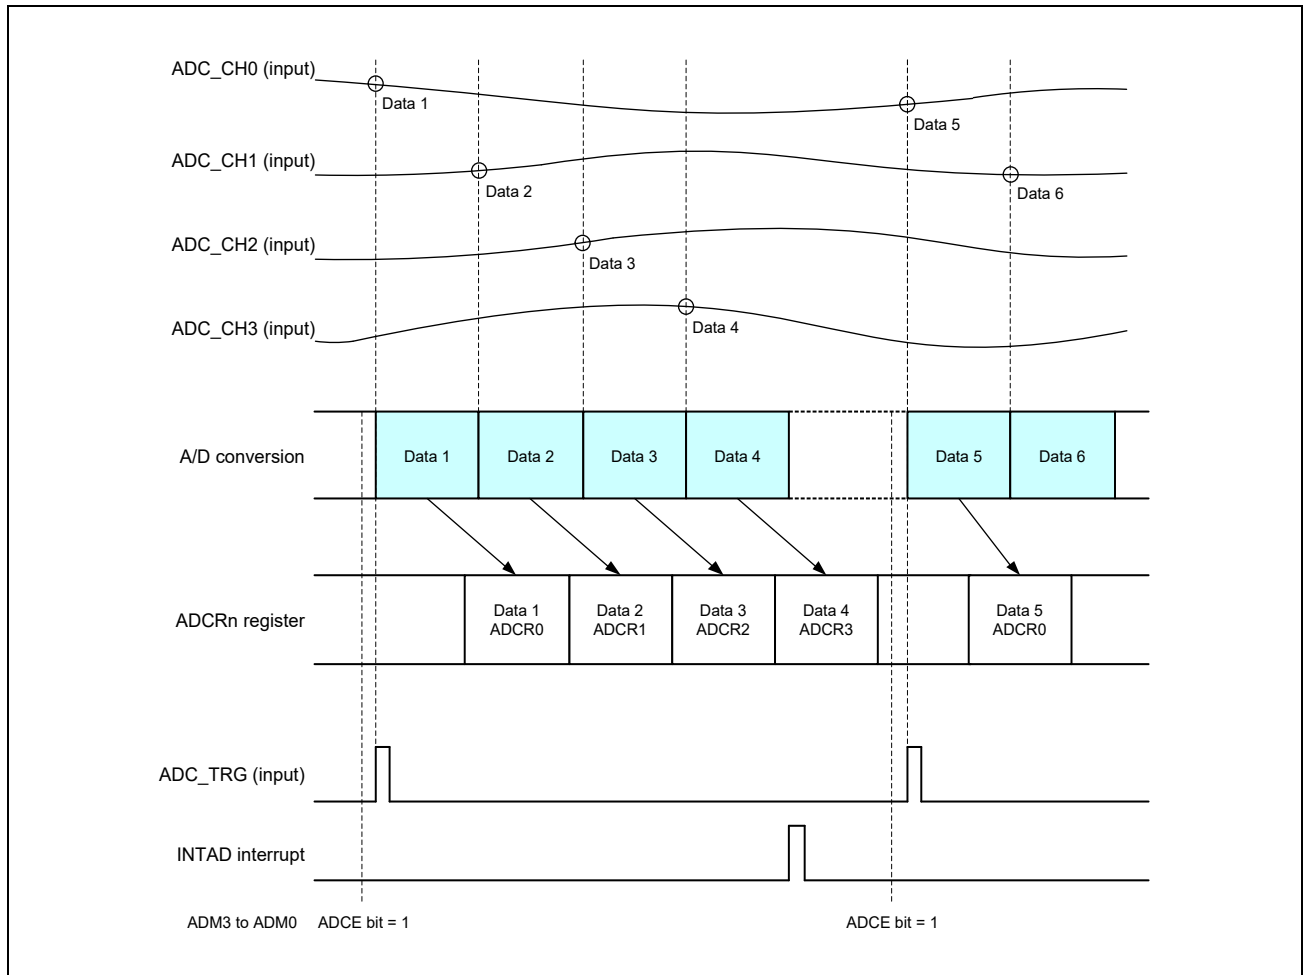 ADC_CH0 (input)
Data 1
Data 5
ADC_CH1 (input)
Data 2
Data 6
ADC_CH2 (input)
Data 3
ADC_CH3 (input)
Data 4
A/D conversion
Data 1
Data 2
Data 3
Data 4
Data 5
Data 6
ADCRn register
Data 1
ADCR0
Data 2
ADCR1
Data 3
ADCR2
Data 4
ADCR3
Data 5
ADCR0
ADC_TRG (input)
INTAD interrupt
ADM3 to ADM0
ADCE bit = 1
ADCE bit = 1